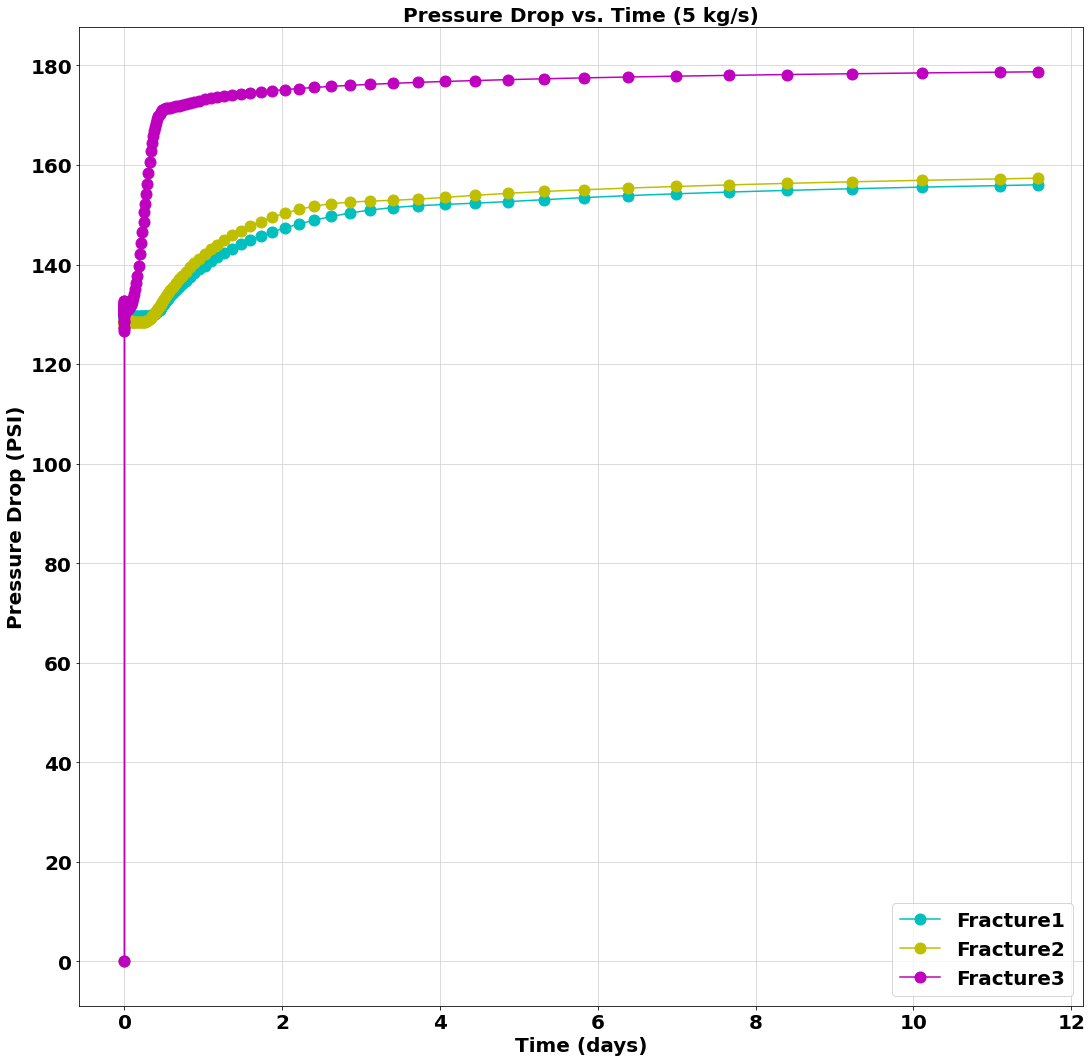 Pressure Drop vs. Time (5 kg/s)
Pressure Drop (PSI)
180
160
140
120
100
80
60
40
20
0
0 2 4 6 8 10 12
Time (days)
Fracture1
Fracture2
Fracture3